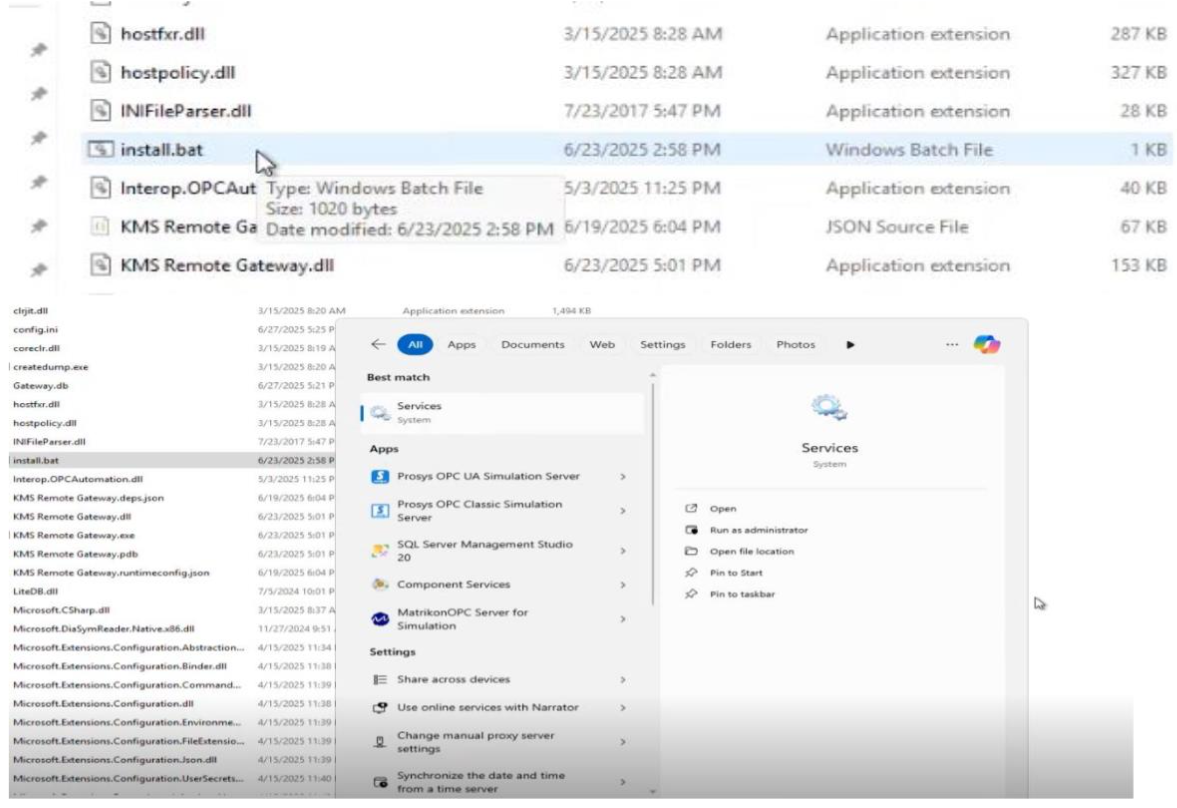 hostfxr.dll 3/15/2025 8:28 AM Application extension 287 KB
hostpolicy.dll 3/15/2025 8:28 AM Application extension 327 KB
INIFileParser.dll 7/23/2017 5:47 PM Application extension 28 KB
install.bat 6/23/2025 2:58 PM Windows Batch File 1 KB
Interop.OPCAut 5/3/2025 11:25 PM Application extension 40 KB
Type: Windows Batch File
Size: 1020 bytes
Date modified: 6/23/2025 2:58 PM
KMS Remote Ga 6/19/2025 6:04 PM JSON Source File 67 KB
KMS Remote Gateway.dll 6/23/2025 5:01 PM Application extension 153 KB
clrjit.dll 3/15/2025 8:20 AM Application extension 1,494 KB
config.ini 6/27/2025 5:25 P
coreclr.dll 3/15/2025 8:19 A
createdump.exe 3/15/2025 8:20 A
Gateway.db 6/27/2025 5:21 P
hostfxr.dll 3/15/2025 8:28 A
hostpolicy.dll 3/15/2025 8:28 A
INIFileParser.dll 7/23/2017 5:47 P
install.bat 6/23/2025 2:58 P
Interop.OPCAutomation.dll 5/3/2025 11:25 P
KMS Remote Gateway.deps.json 6/19/2025 6:04 P
KMS Remote Gateway.dll 6/23/2025 5:01 P
KMS Remote Gateway.exe 6/23/2025 5:01 P
KMS Remote Gateway.pdb 6/23/2025 5:01 P
KMS Remote Gateway.runtimeconfig.json 6/19/2025 6:04 P
LiteDB.dll 7/5/2024 10:01 P
Microsoft.CSharp.dll 3/15/2025 8:37 A
Microsoft.DiaSymReader.Native.x86.dll 11/27/2024 9:51
Microsoft.Extensions.Configuration.Abstraction... 4/15/2025 11:34
Microsoft.Extensions.Configuration.Binder.dll 4/15/2025 11:38
Microsoft.Extensions.Configuration.Command... 4/15/2025 11:39
Microsoft.Extensions.Configuration.dll 4/15/2025 11:38
Microsoft.Extensions.Configuration.Environme... 4/15/2025 11:39
Microsoft.Extensions.Configuration.FileExtensio... 4/15/2025 11:39
Microsoft.Extensions.Configuration.Json.dll 4/15/2025 11:39
Microsoft.Extensions.Configuration.UserSecrets... 4/15/2025 11:40
All Apps Documents Web Settings Folders Photos
Best match
Services
System
Apps
Prosys OPC UA Simulation Server
Prosys OPC Classic Simulation
Server
SQL Server Management Studio
20
Component Services
MatrikonOPC Server for
Simulation
Settings
Share across devices
Use online services with Narrator
Change manual proxy server
settings
Synchronize the date and time
from a time server
Services
System
Open
Run as administrator
Open file location
Pin to Start
Pin to taskbar